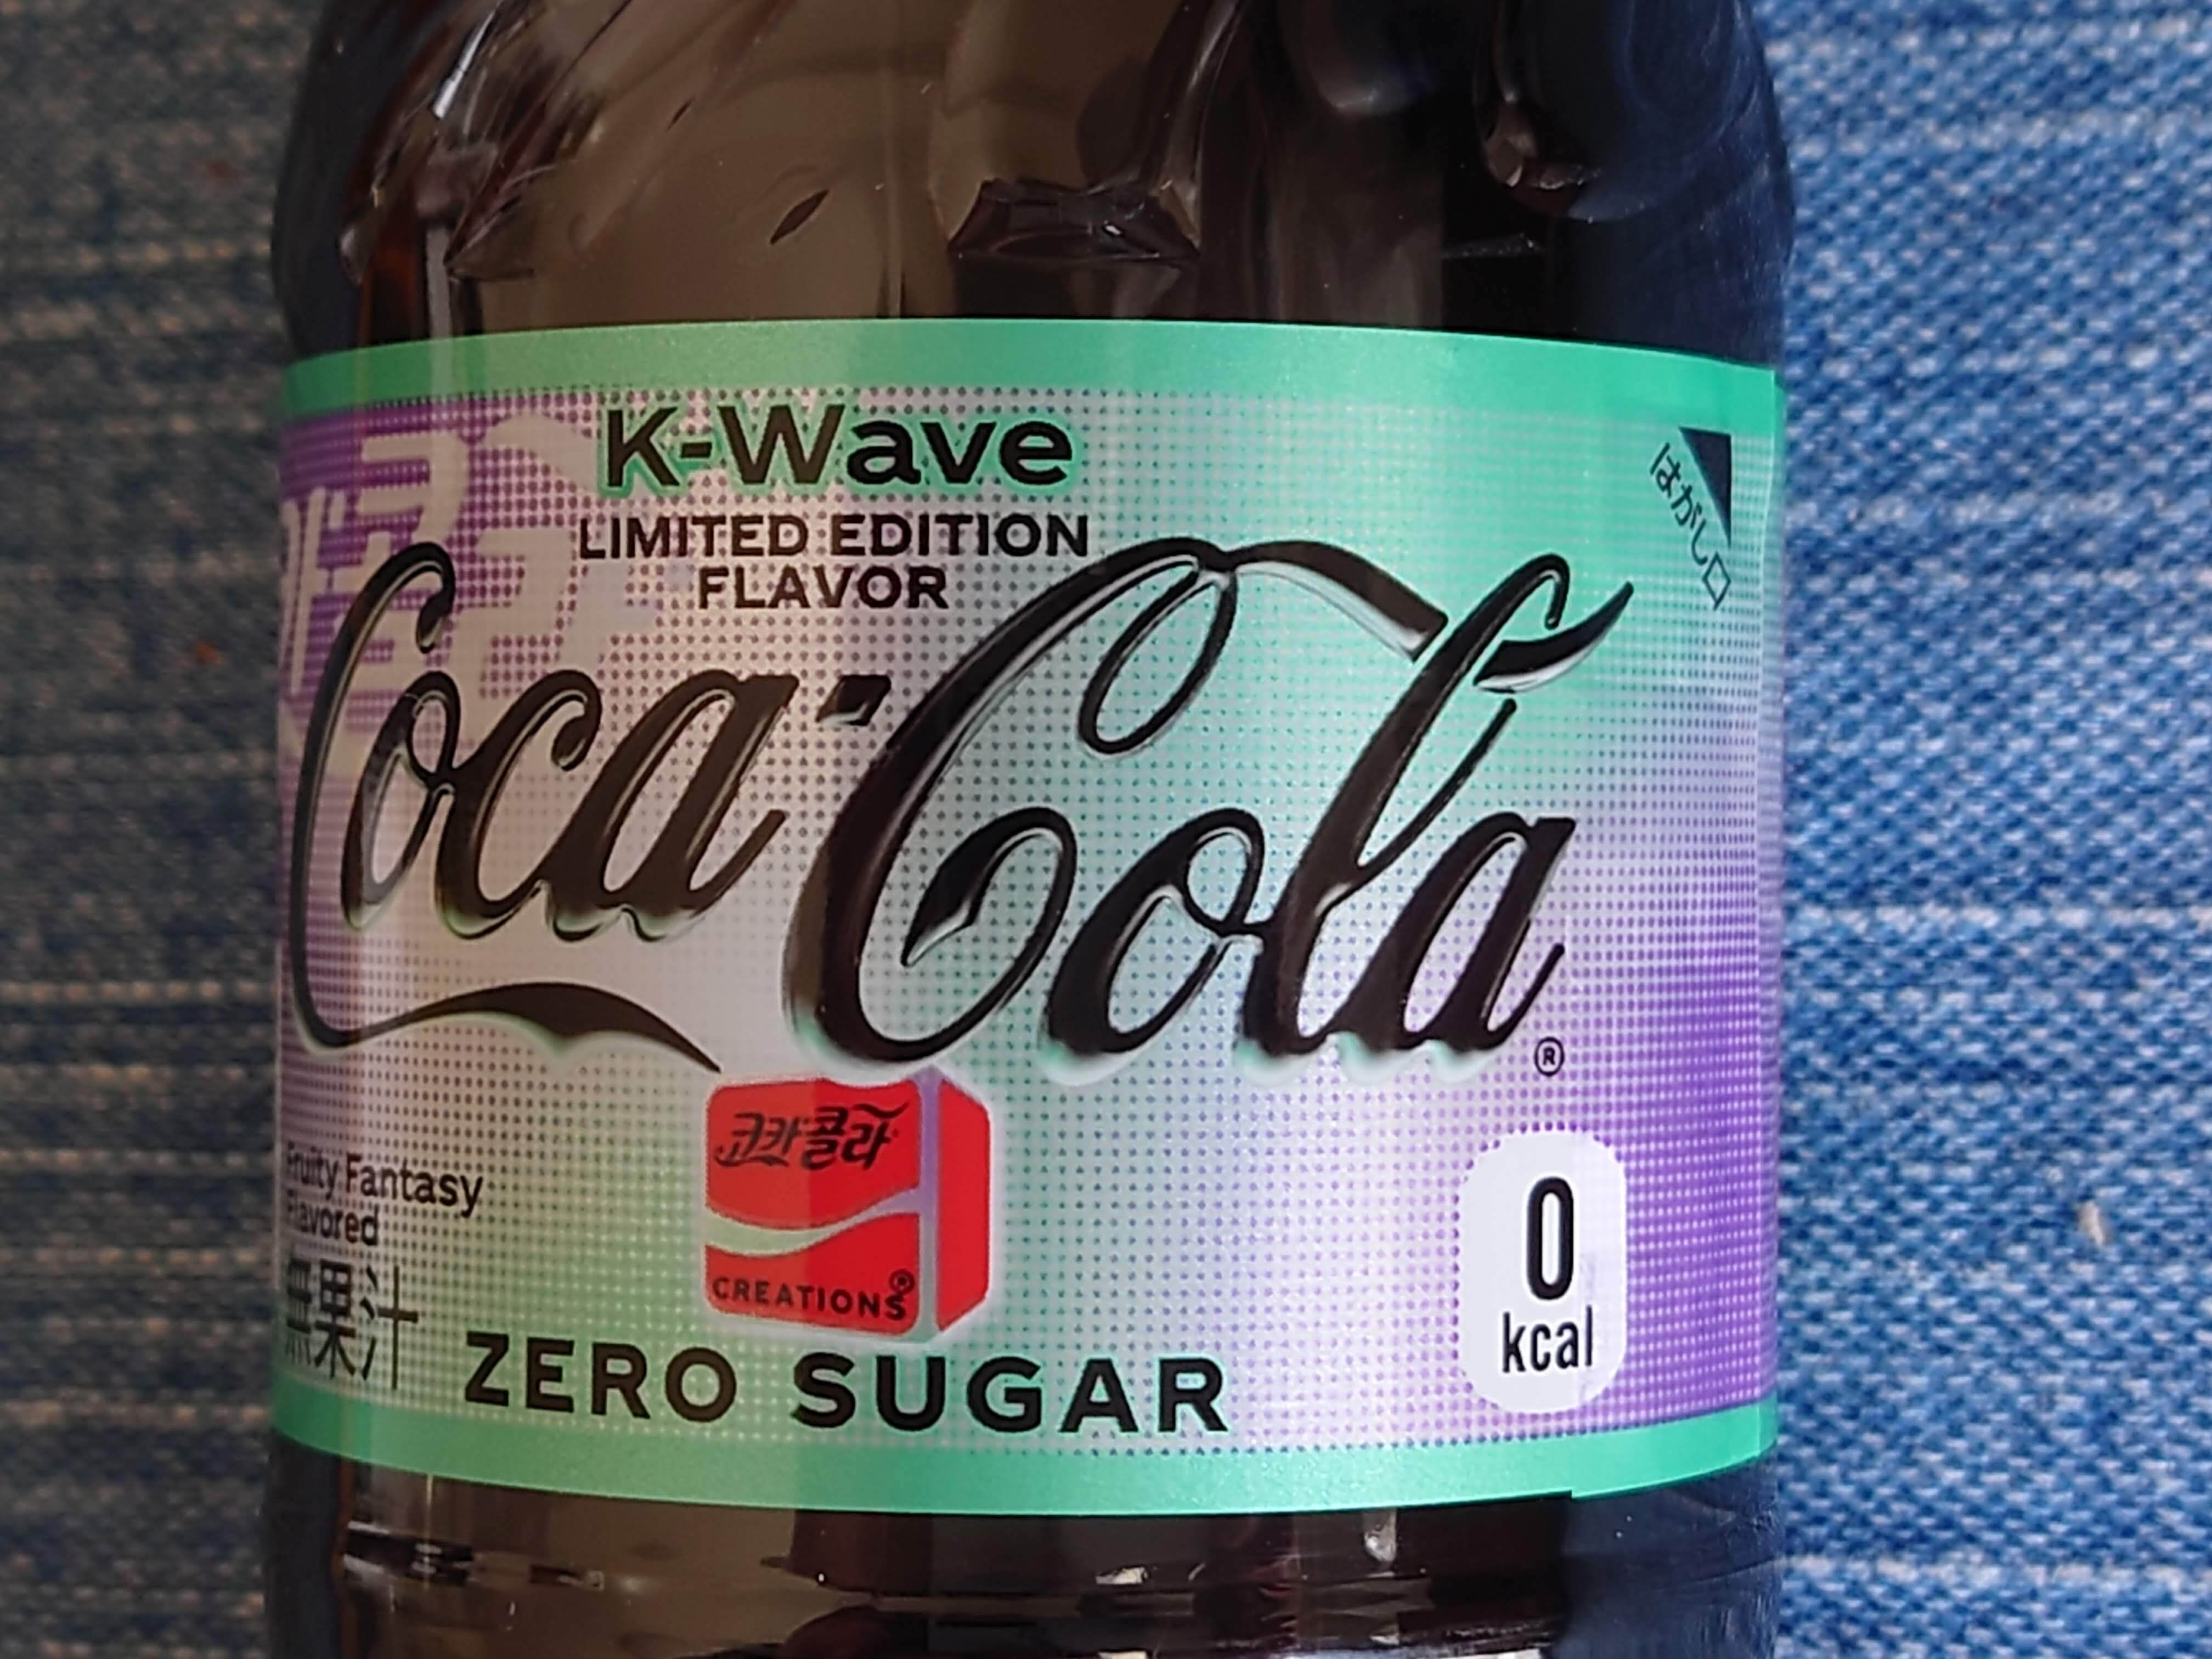 K-Wave
LIMITED EDITION
FLAVOR
はがし口
Coca-Cola®
코카콜라
CREATIONS®
Fruity Fantasy
Flavored
無果汁
ZERO SUGAR
0
kcal